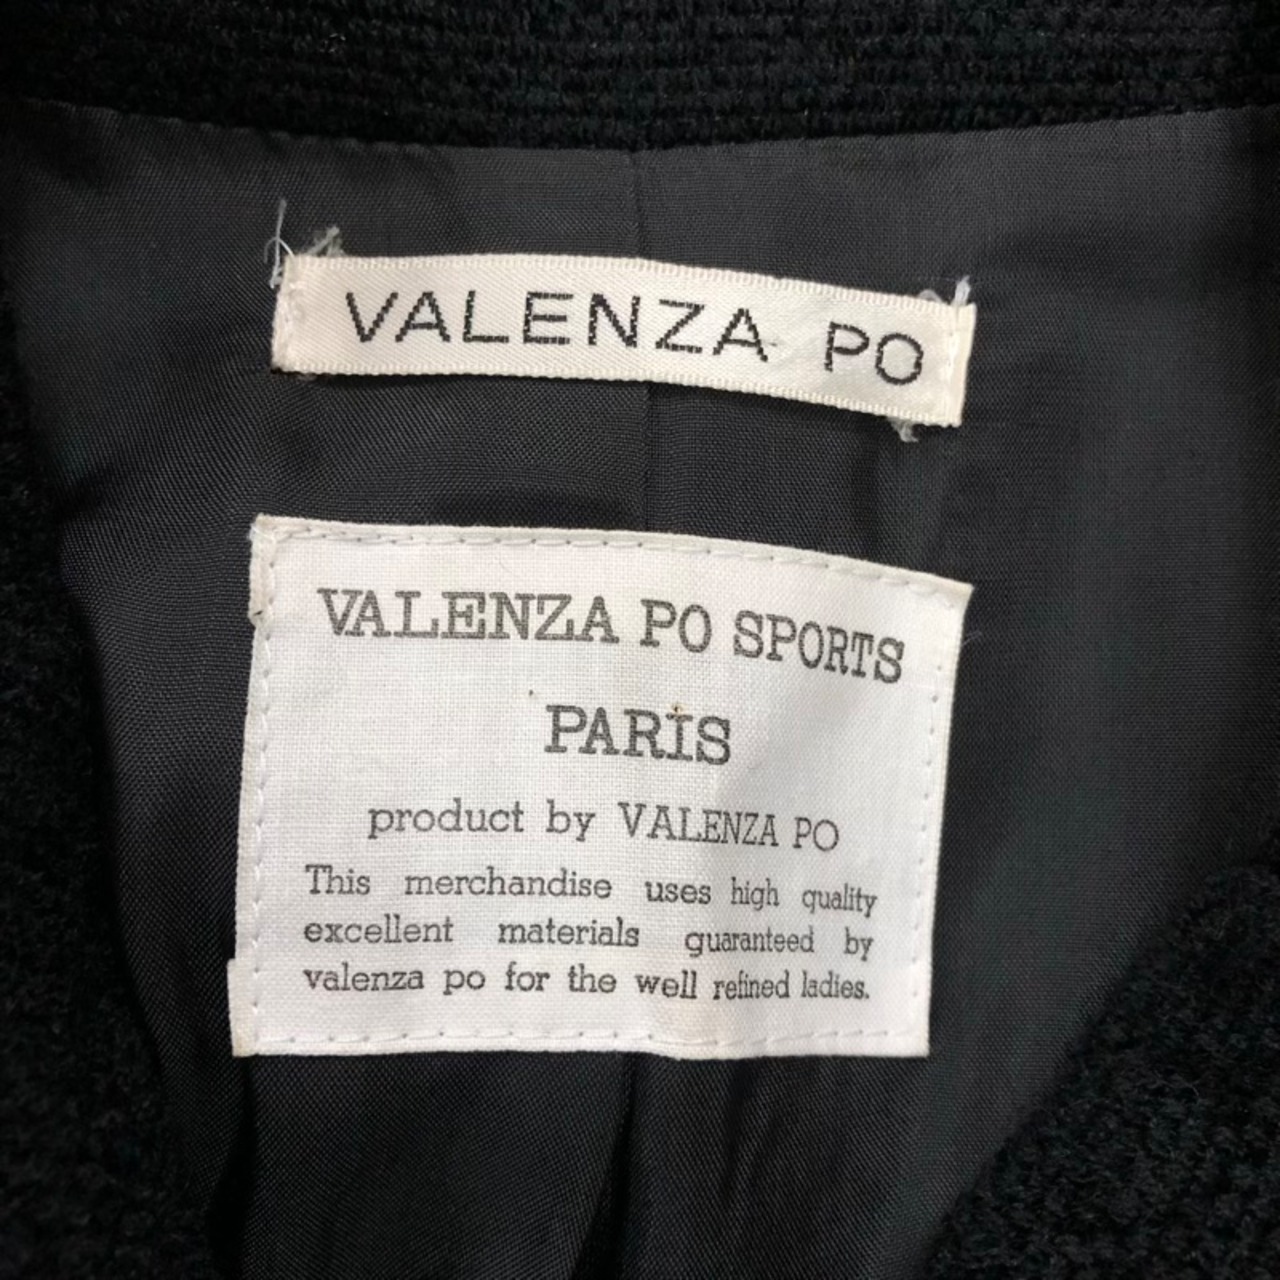 VALENZA PO
VALENZA PO SPORTS
PARIS
product by VALENZA PO
This merchandise uses high quality
excellent materials guaranteed by
valenza po for the well refined ladies.